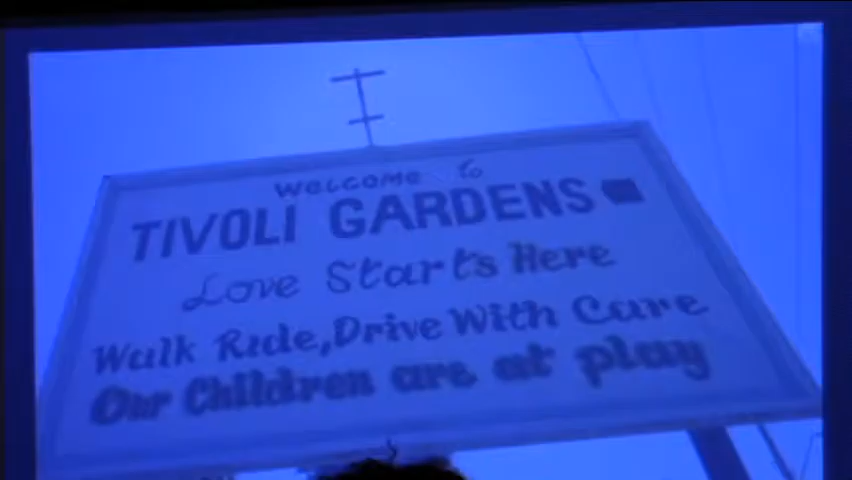 Welcome to
TIVOLI GARDENS
Love Starts Here
Walk Ride, Drive With Care
Our Children are at play